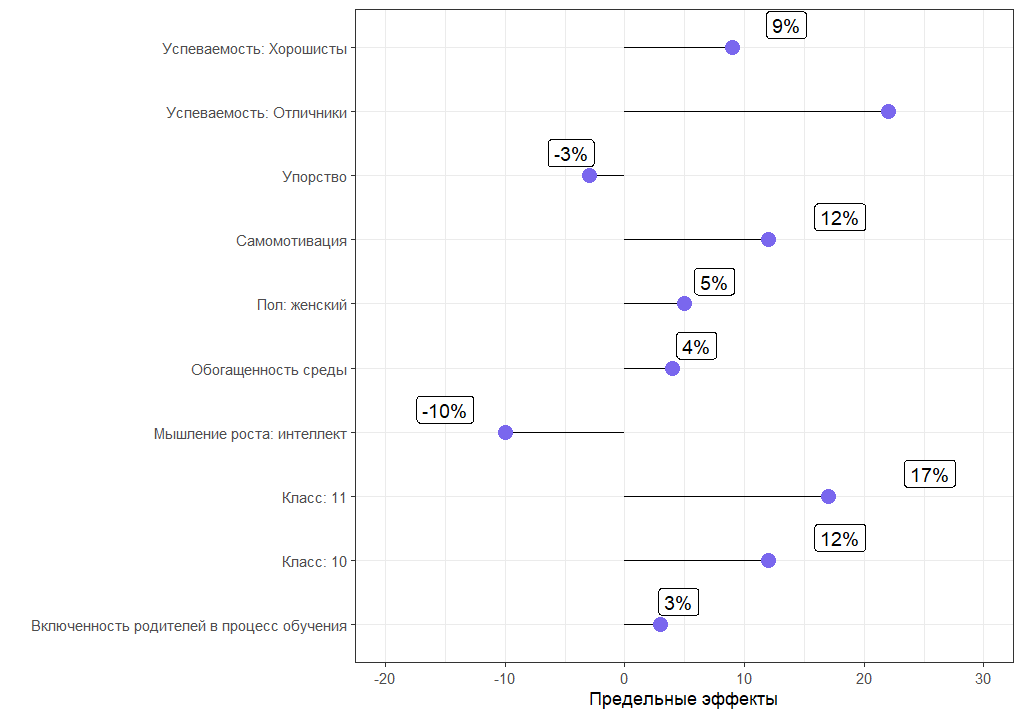 Успеваемость: Хорошисты
9%
Успеваемость: Отличники
Упорство
-3%
Самомотивация
12%
Пол: женский
5%
Обогащенность среды
4%
Мышление роста: интеллект
-10%
Класс: 11
17%
Класс: 10
12%
Включенность родителей в процесс обучения
3%
-20
-10
0
10
20
30
Предельные эффекты